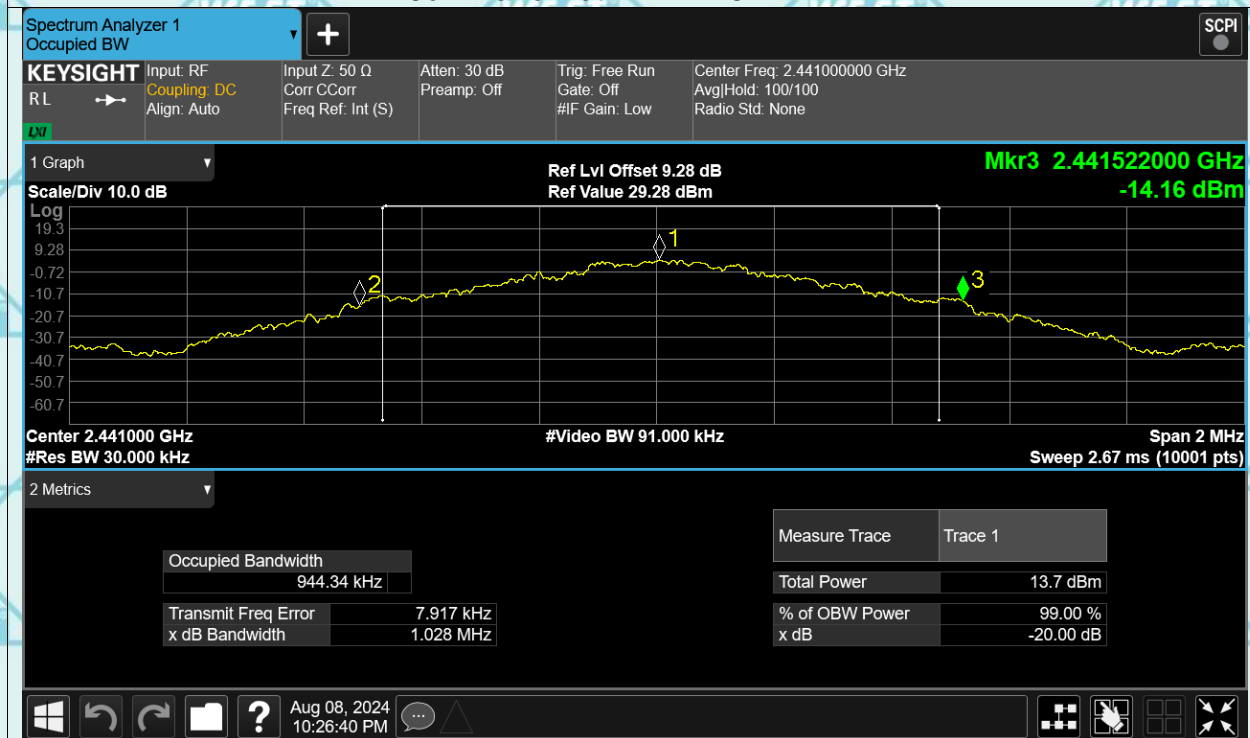 Spectrum Analyzer 1
Occupied BW
+
SCPI
KEYSIGHT
RL
LXI
Input: RF
Coupling: DC
Align: Auto
Input Z: 50 Ω
Corr CCorr
Freq Ref: Int (S)
Atten: 30 dB
Preamp: Off
Trig: Free Run
Gate: Off
#IF Gain: Low
Center Freq: 2.441000000 GHz
Avg|Hold: 100/100
Radio Std: None
1 Graph
Scale/Div 10.0 dB
Ref Lvl Offset 9.28 dB
Ref Value 29.28 dBm
Mkr3 2.441522000 GHz
-14.16 dBm
Log
19.3
9.28
-0.72
-10.7
-20.7
-30.7
-40.7
-50.7
-60.7
1
2
3
Center 2.441000 GHz
#Video BW 91.000 kHz
Span 2 MHz
#Res BW 30.000 kHz
Sweep 2.67 ms (10001 pts)
2 Metrics
Occupied Bandwidth
944.34 kHz
Transmit Freq Error 7.917 kHz
x dB Bandwidth 1.028 MHz
Measure Trace Trace 1
Total Power 13.7 dBm
% of OBW Power 99.00 %
x dB -20.00 dB
?
Aug 08, 2024
10:26:40 PM